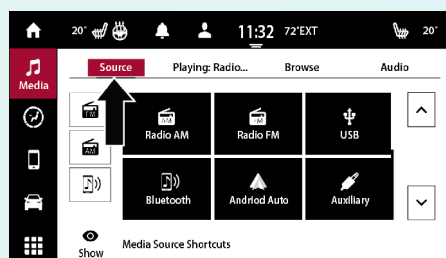 20° 11:32 72°EXT 20°
Media
Source Playing: Radio... Browse Audio
FM
AM
Radio AM Radio FM USB
Bluetooth Andriod Auto Auxiliary
Show Media Source Shortcuts